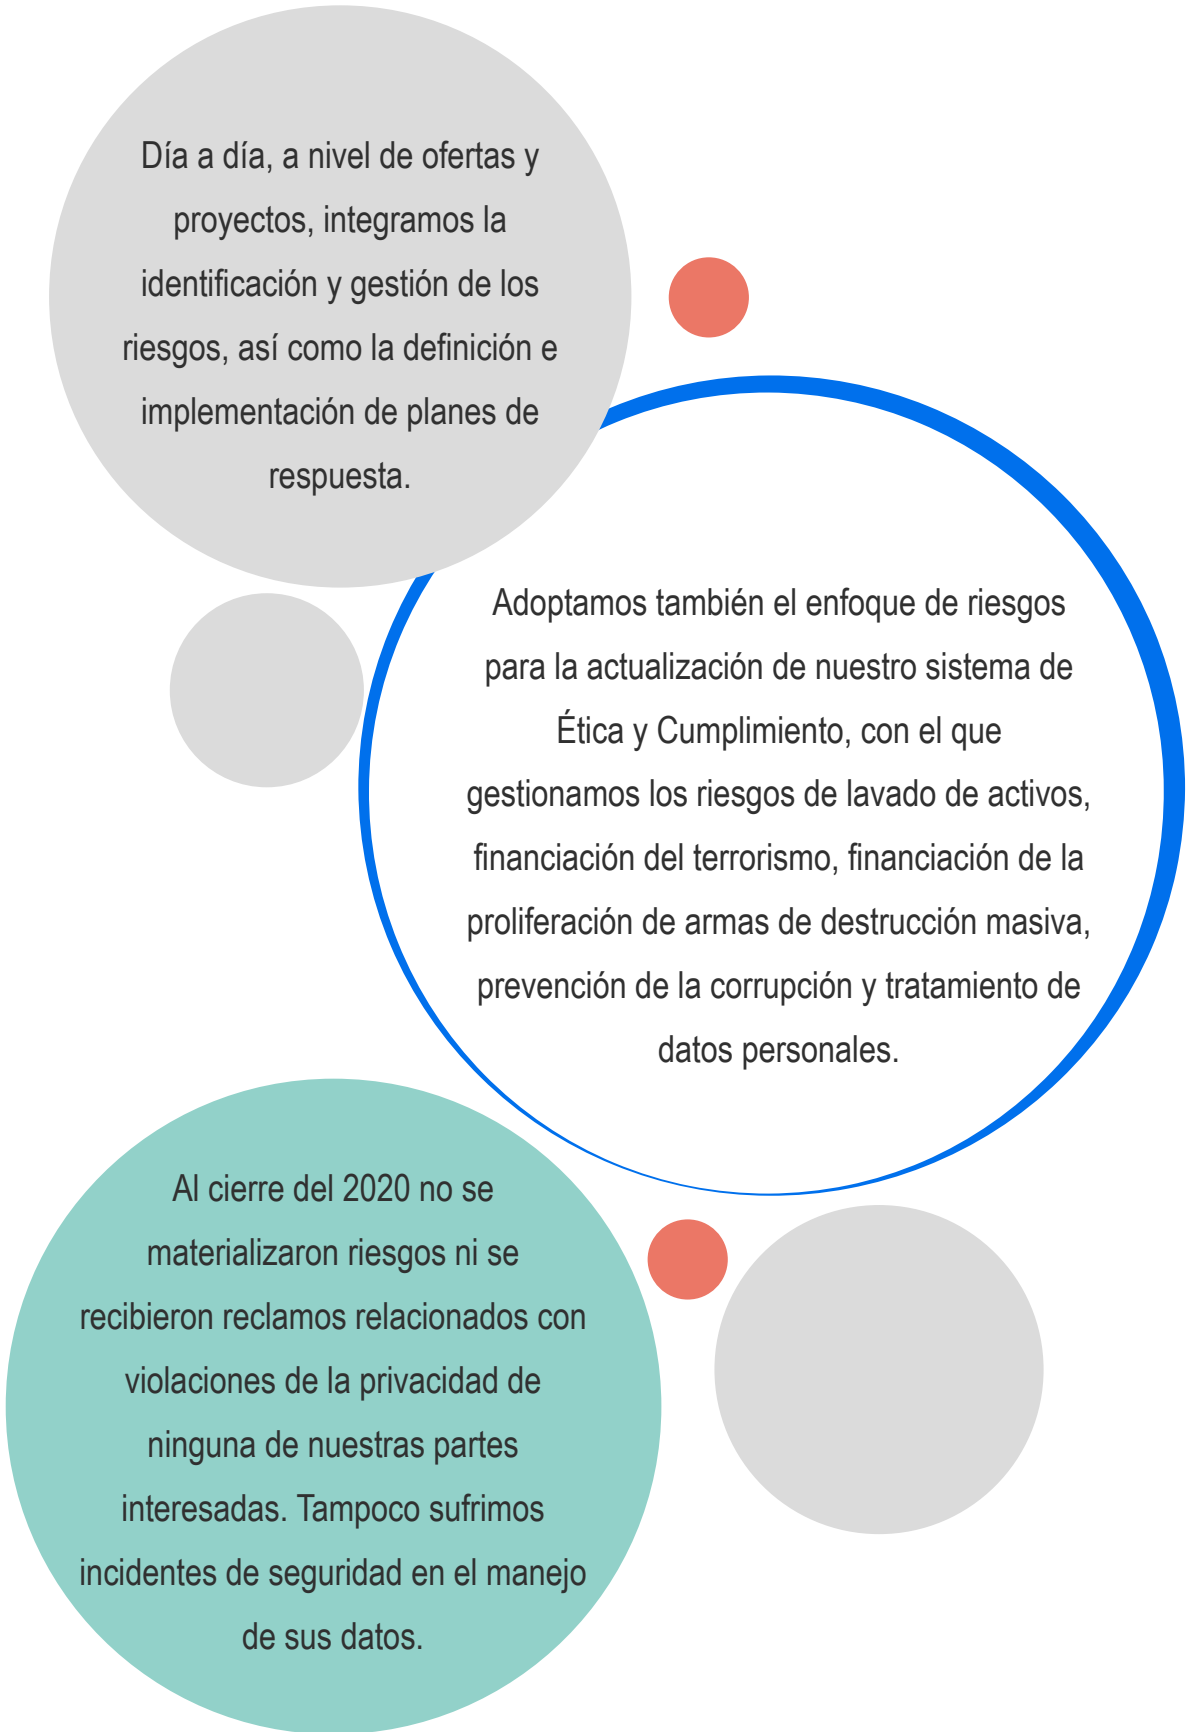 Día a día, a nivel de ofertas y
proyectos, integramos la
identificación y gestión de los
riesgos, así como la definición e
implementación de planes de
respuesta.
Adoptamos también el enfoque de riesgos
para la actualización de nuestro sistema de
Ética y Cumplimiento, con el que
gestionamos los riesgos de lavado de activos,
financiación del terrorismo, financiación de la
proliferación de armas de destrucción masiva,
prevención de la corrupción y tratamiento de
datos personales.
Al cierre del 2020 no se
materializaron riesgos ni se
recibieron reclamos relacionados con
violaciones de la privacidad de
ninguna de nuestras partes
interesadas. Tampoco sufrimos
incidentes de seguridad en el manejo
de sus datos.